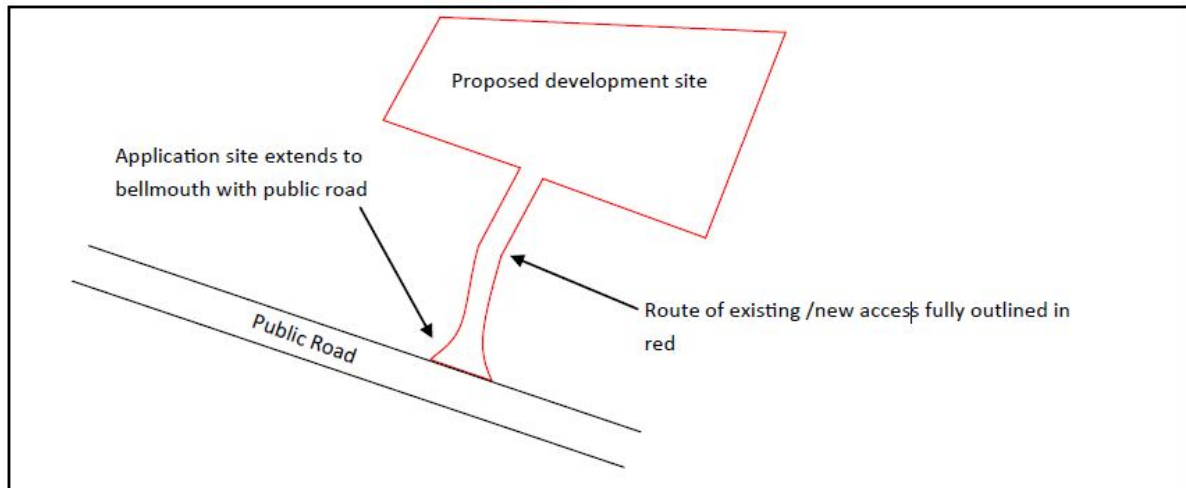 Proposed development site
Application site extends to
bellmouth with public road
Route of existing /new access fully outlined in
red
Public Road